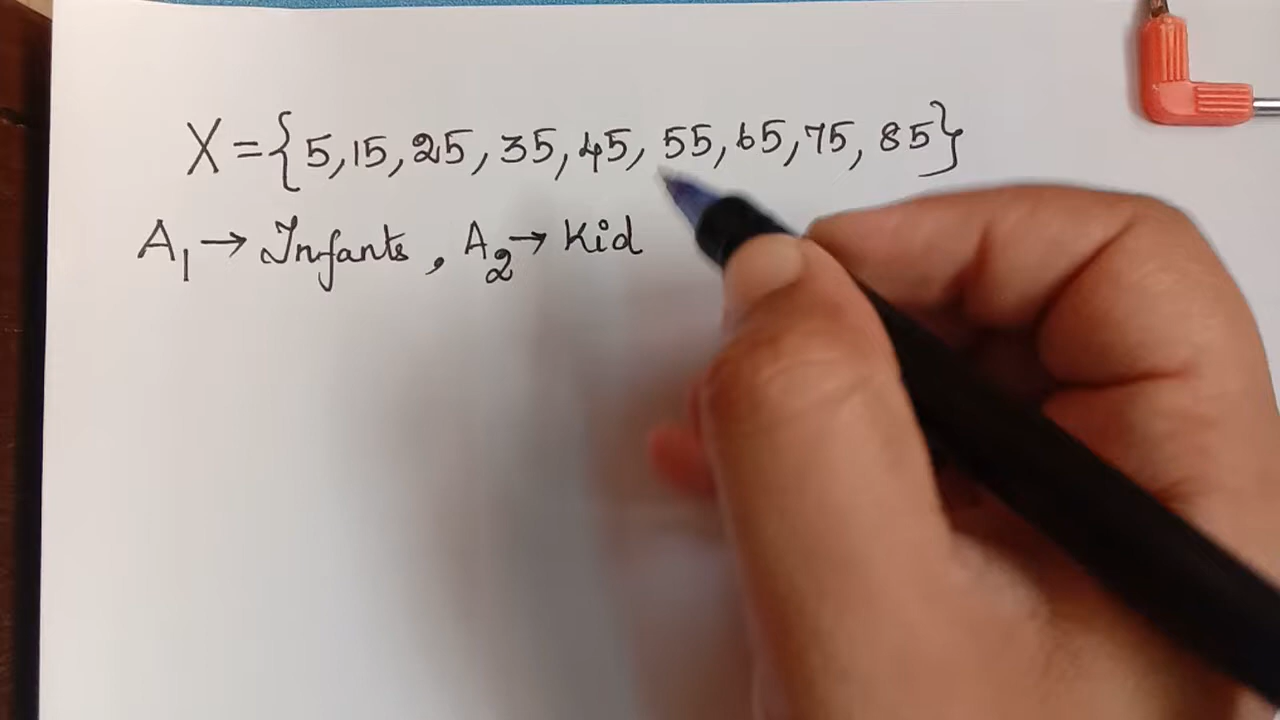 X = {5, 15, 25, 35, 45, 55, 65, 75, 85}
A₁ → Infants, A₂ → Kid